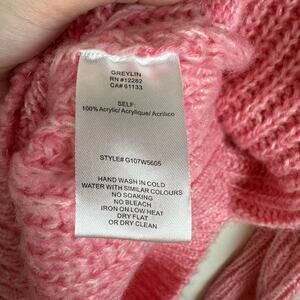 GREYLIN
RN #12282
CA# 61133
SELF:
100% Acrylic/ Acrylique/ Acrilico
STYLE# G107W5605
HAND WASH IN COLD
WATER WITH SIMILAR COLOURS
NO SOAKING
NO BLEACH
IRON ON LOW HEAT
DRY FLAT
OR DRY CLEAN